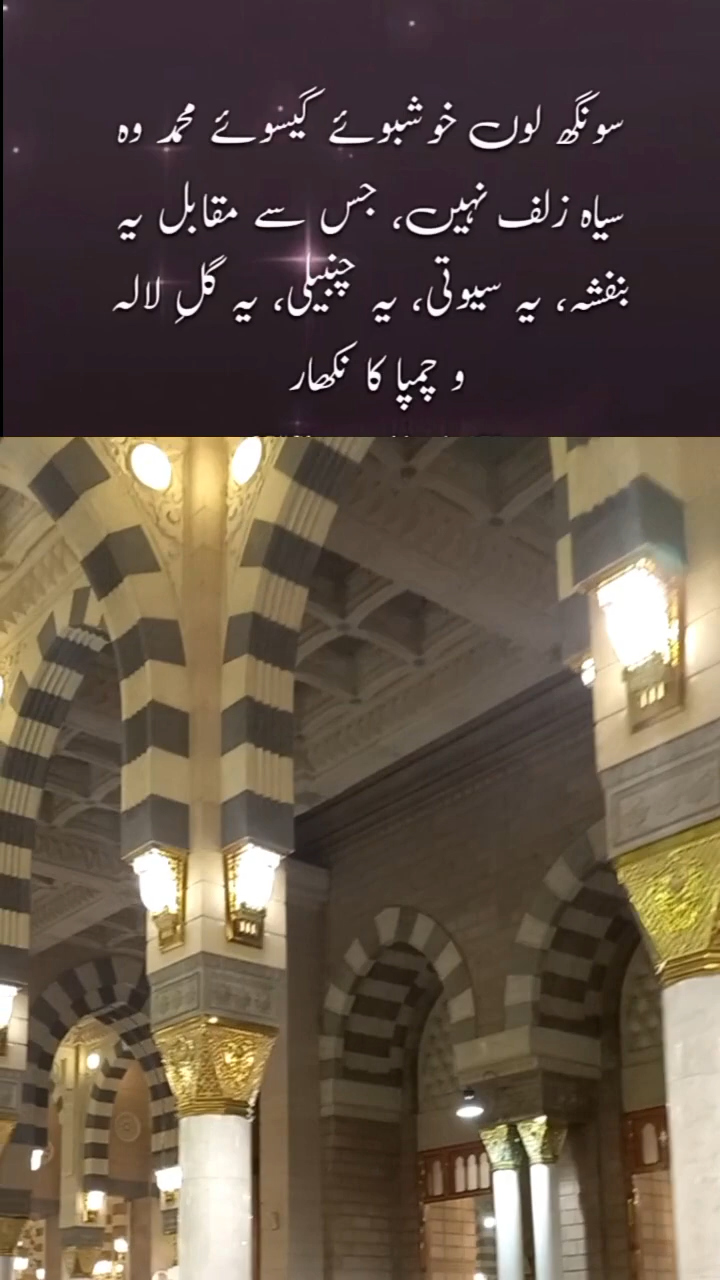 سونگھ لوں خوشبوئے گیسوئے محمد وہ
سیاہ زلف نہیں، جس سے مقابل یہ
بنفشہ، یہ سیوتی، یہ چنبیلی، یہ گلِ لالہ
و چمپا کا نکھار